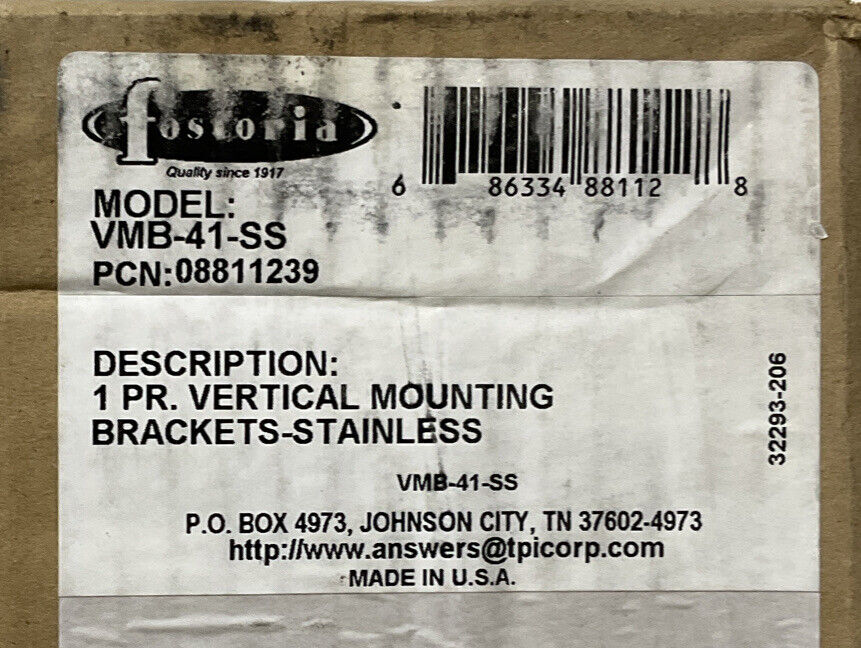 fostoria
Quality since 1917
6 86334 88112 8
MODEL:
VMB-41-SS
PCN:08811239
DESCRIPTION:
1 PR. VERTICAL MOUNTING
BRACKETS-STAINLESS
32293-206
VMB-41-SS
P.O. BOX 4973, JOHNSON CITY, TN 37602-4973
http://www.answers@tpicorp.com
MADE IN U.S.A.